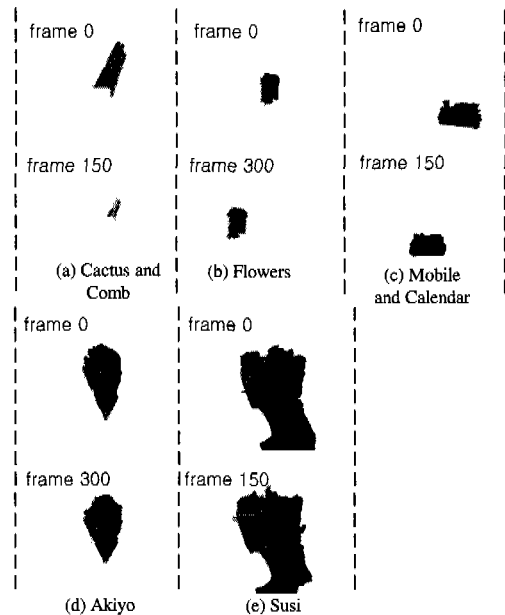 frame 0
frame 0
frame 0
frame 150
frame 300
frame 150
(a) Cactus and
Comb
(b) Flowers
(c) Mobile
and Calendar
frame 0
frame 0
frame 300
frame 150
(d) Akiyo
(e) Susi